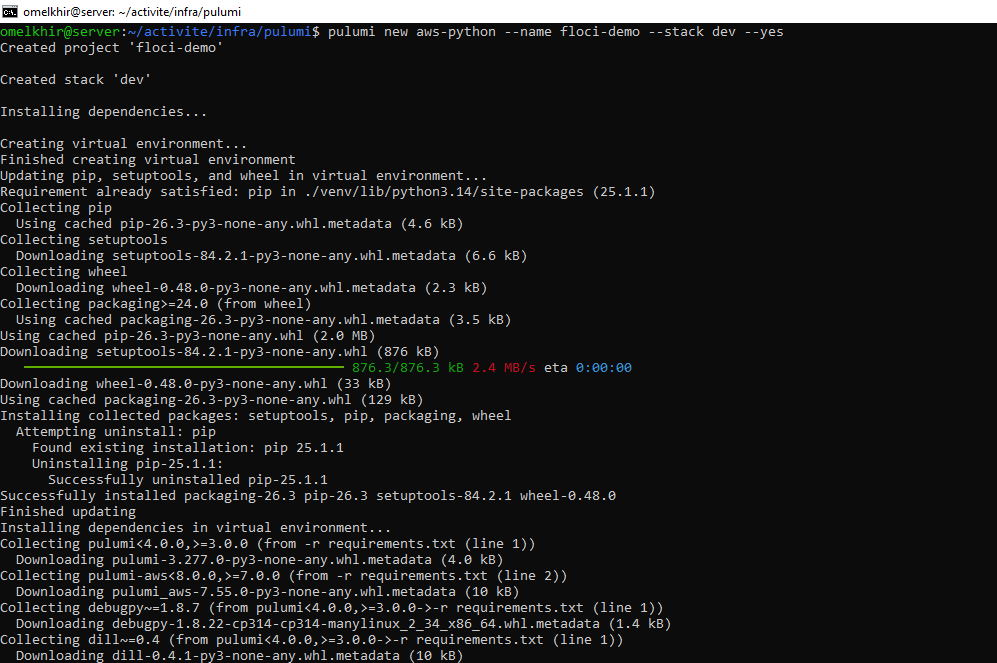 omelkhir@server: ~/activite/infra/pulumi
omelkhir@server:~/activite/infra/pulumi$ pulumi new aws-python --name floci-demo --stack dev --yes
Created project 'floci-demo'
Created stack 'dev'
Installing dependencies...
Creating virtual environment...
Finished creating virtual environment
Updating pip, setuptools, and wheel in virtual environment...
Requirement already satisfied: pip in ./venv/lib/python3.14/site-packages (25.1.1)
Collecting pip
  Using cached pip-26.3-py3-none-any.whl.metadata (4.6 kB)
Collecting setuptools
  Downloading setuptools-84.2.1-py3-none-any.whl.metadata (6.6 kB)
Collecting wheel
  Downloading wheel-0.48.0-py3-none-any.whl.metadata (2.3 kB)
Collecting packaging>=24.0 (from wheel)
  Using cached packaging-26.3-py3-none-any.whl.metadata (3.5 kB)
Using cached pip-26.3-py3-none-any.whl (2.0 MB)
Downloading setuptools-84.2.1-py3-none-any.whl (876 kB)
876.3/876.3 kB 2.4 MB/s eta 0:00:00
Downloading wheel-0.48.0-py3-none-any.whl (33 kB)
Using cached packaging-26.3-py3-none-any.whl (129 kB)
Installing collected packages: setuptools, pip, packaging, wheel
  Attempting uninstall: pip
    Found existing installation: pip 25.1.1
    Uninstalling pip-25.1.1:
      Successfully uninstalled pip-25.1.1
Successfully installed packaging-26.3 pip-26.3 setuptools-84.2.1 wheel-0.48.0
Finished updating
Installing dependencies in virtual environment...
Collecting pulumi<4.0.0,>=3.0.0 (from -r requirements.txt (line 1))
  Downloading pulumi-3.277.0-py3-none-any.whl.metadata (4.0 kB)
Collecting pulumi-aws<8.0.0,>=7.0.0 (from -r requirements.txt (line 2))
  Downloading pulumi_aws-7.55.0-py3-none-any.whl.metadata (10 kB)
Collecting debugpy~=1.8.7 (from pulumi<4.0.0,>=3.0.0->-r requirements.txt (line 1))
  Downloading debugpy-1.8.22-cp314-cp314-manylinux_2_34_x86_64.whl.metadata (1.4 kB)
Collecting dill~=0.4 (from pulumi<4.0.0,>=3.0.0->-r requirements.txt (line 1))
  Downloading dill-0.4.1-py3-none-any.whl.metadata (10 kB)